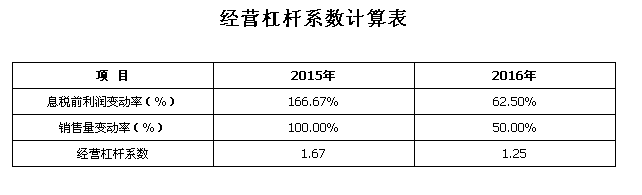 经营杠杆系数计算表
项 目 2015年 2016年
息税前利润变动率(%) 166.67% 62.50%
销售量变动率(%) 100.00% 50.00%
经营杠杆系数 1.67 1.25